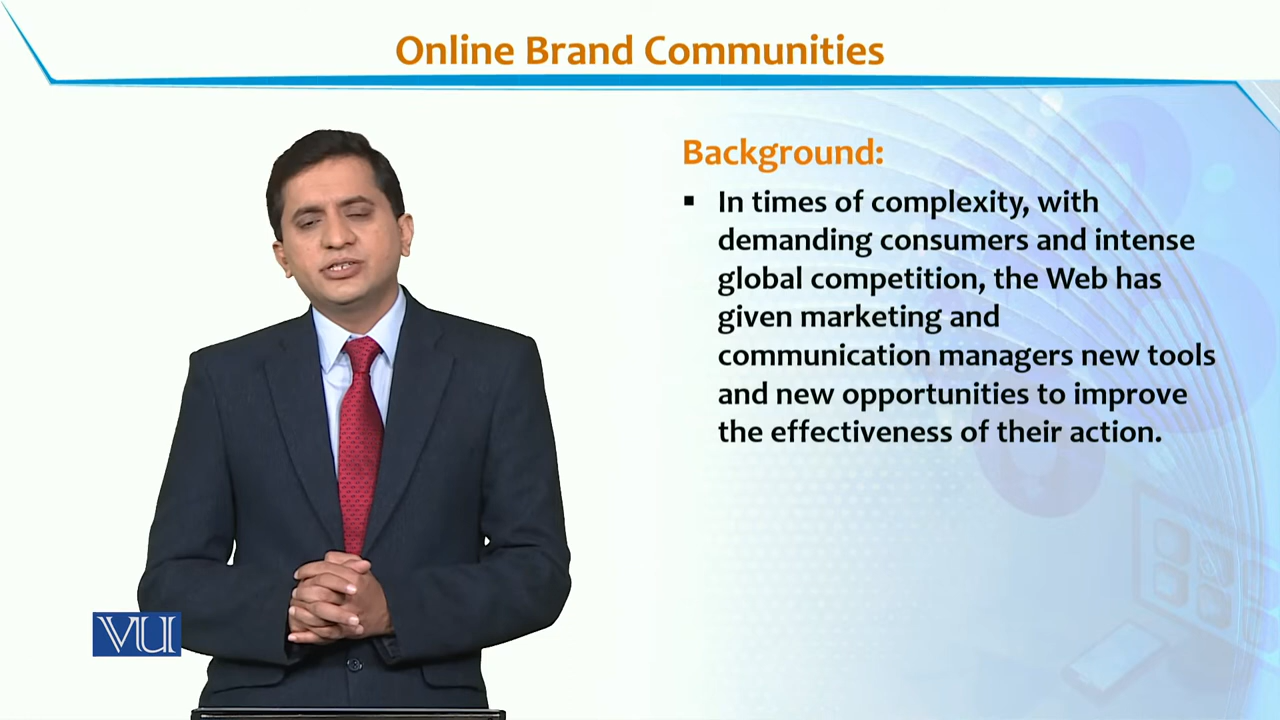 Online Brand Communities
Background:
▪ In times of complexity, with
demanding consumers and intense
global competition, the Web has
given marketing and
communication managers new tools
and new opportunities to improve
the effectiveness of their action.
VU